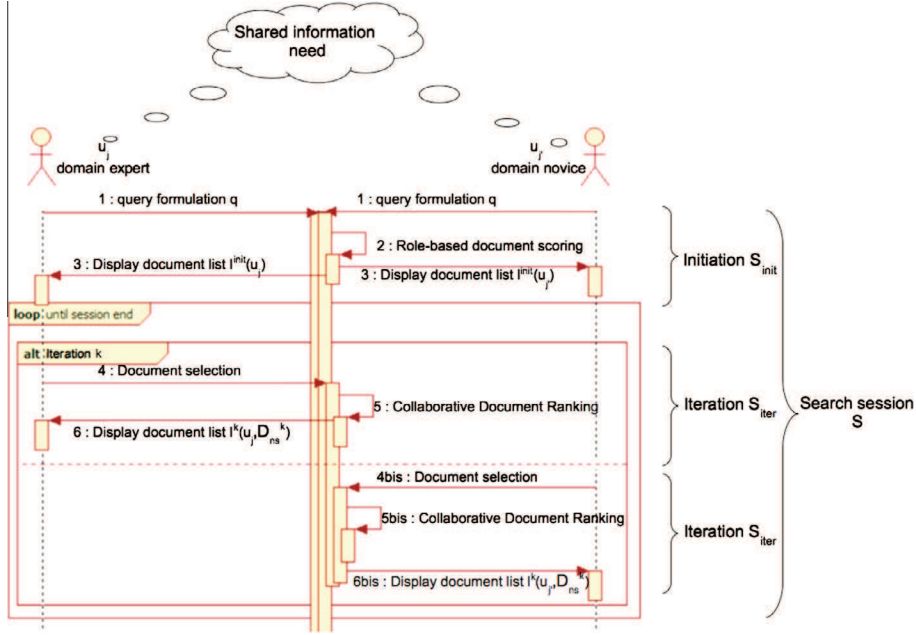 Shared information
need
u_j
domain expert
u_j'
domain novice
1 : query formulation q
1 : query formulation q
2 : Role-based document scoring
3 : Display document list l^init(u_j)
3 : Display document list l^init(u_j')
Initiation S_init
loop until session end
alt Iteration k
4 : Document selection
5 : Collaborative Document Ranking
6 : Display document list l^k(u_j,D_ns^k)
Iteration S_iter
Search session
S
4bis : Document selection
5bis : Collaborative Document Ranking
Iteration S_iter
6bis : Display document list l^k(u_j',D_ns^k)